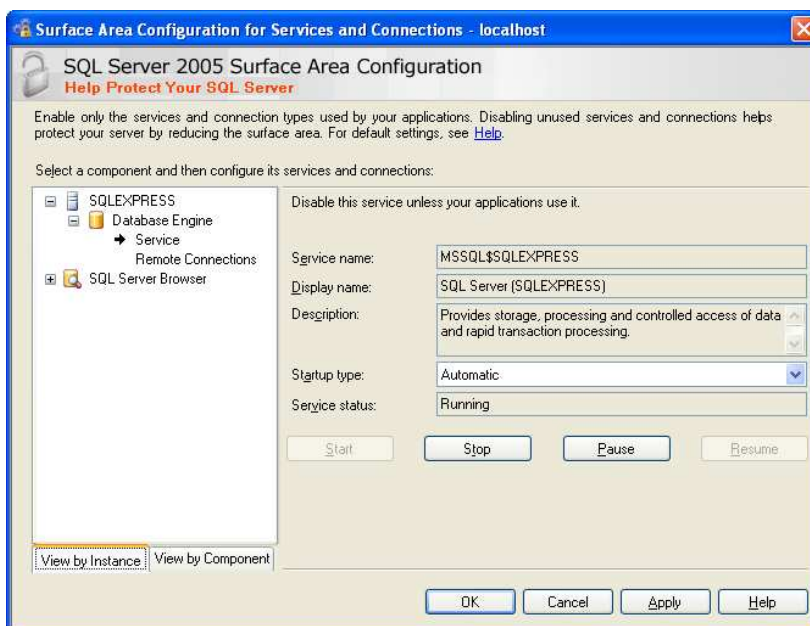 Surface Area Configuration for Services and Connections - localhost
SQL Server 2005 Surface Area Configuration
Help Protect Your SQL Server
Enable only the services and connection types used by your applications. Disabling unused services and connections helps
protect your server by reducing the surface area. For default settings, see Help.
Select a component and then configure its services and connections:
SQLEXPRESS
Database Engine
Service
Remote Connections
SQL Server Browser
Disable this service unless your applications use it.
Service name: MSSQL$SQLEXPRESS
Display name: SQL Server (SQLEXPRESS)
Description: Provides storage, processing and controlled access of data
and rapid transaction processing.
Startup type: Automatic
Service status: Running
Start Stop Pause Resume
View by Instance View by Component
OK Cancel Apply Help